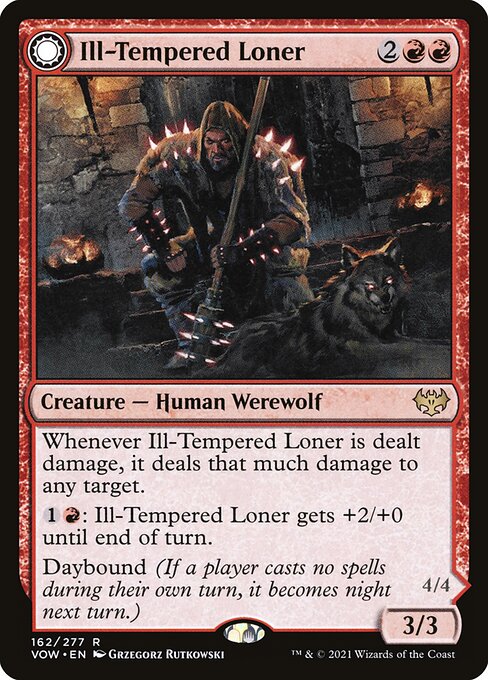 Ill-Tempered Loner 2
Creature — Human Werewolf
Whenever Ill-Tempered Loner is dealt
damage, it deals that much damage to
any target.
1 : Ill-Tempered Loner gets +2/+0
until end of turn.
Daybound (If a player casts no spells
during their own turn, it becomes night
next turn.)
4/4
3/3
162/277 R
VOW • EN Grzegorz Rutkowski
™ & © 2021 Wizards of the Coast